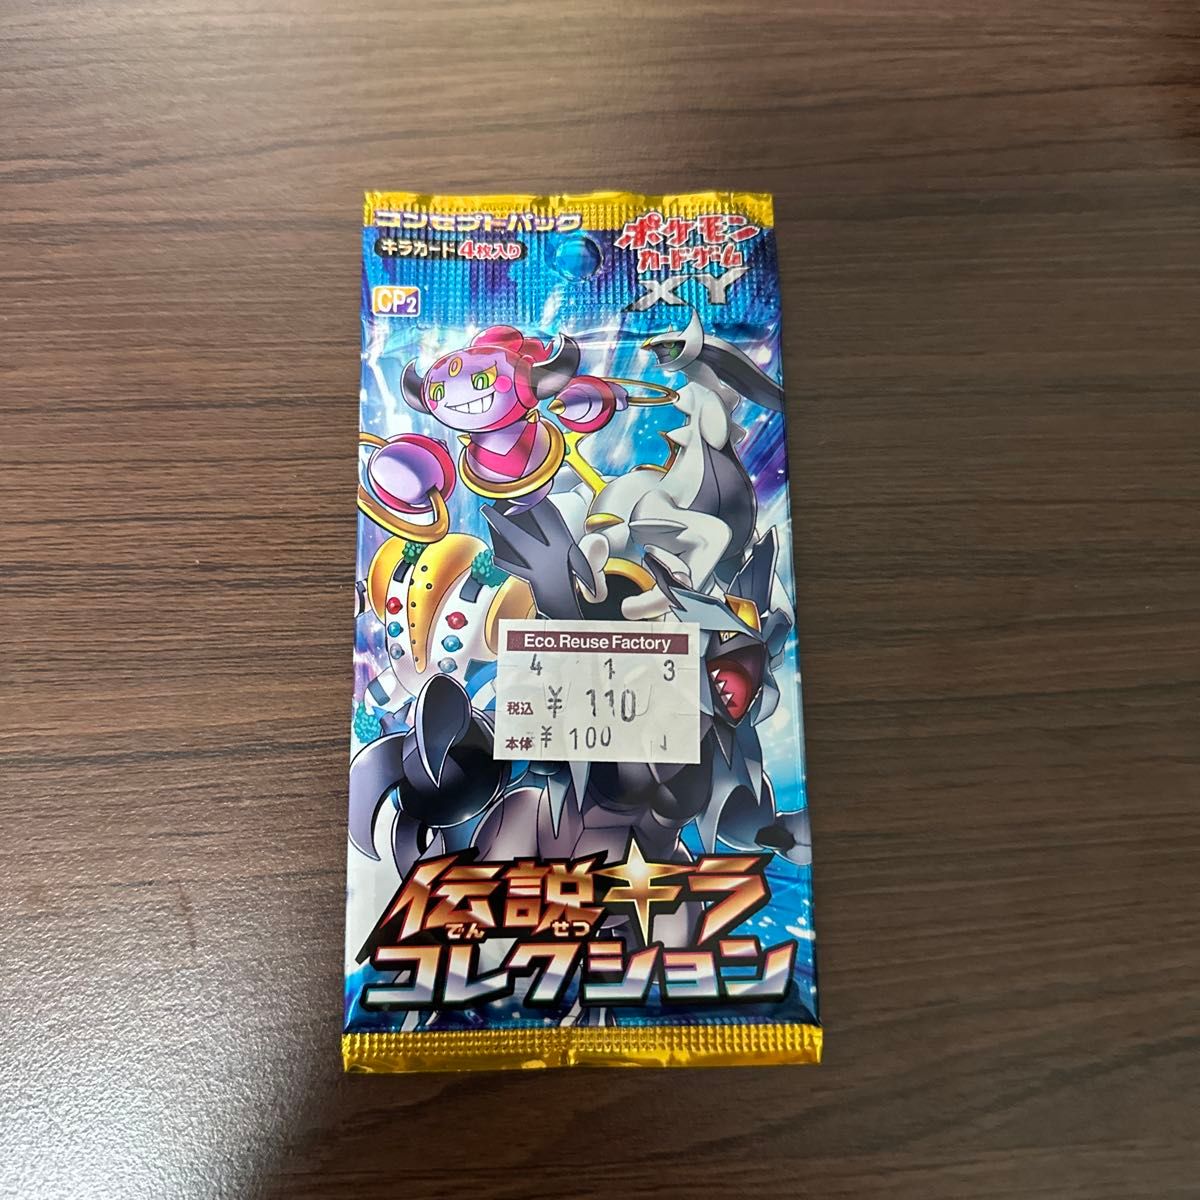 コンセプトパック
キラカード4枚入り
ポケモン
カードゲーム
XY
CP2
Eco.Reuse Factory
4 1 3
税込 ¥ 110
本体 ¥ 100
伝説キラ
でん せつ
コレクション